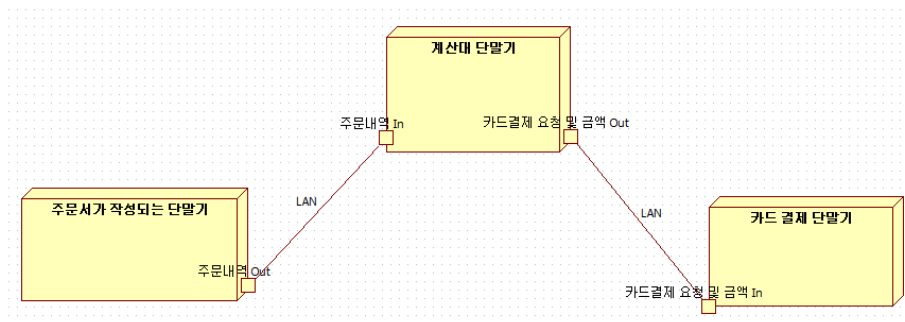 계산대 단말기
주문내역 In
카드결제 요청 및 금액 Out
LAN
LAN
주문서가 작성되는 단말기
카드 결제 단말기
주문내역 Out
카드결제 요청 및 금액 In